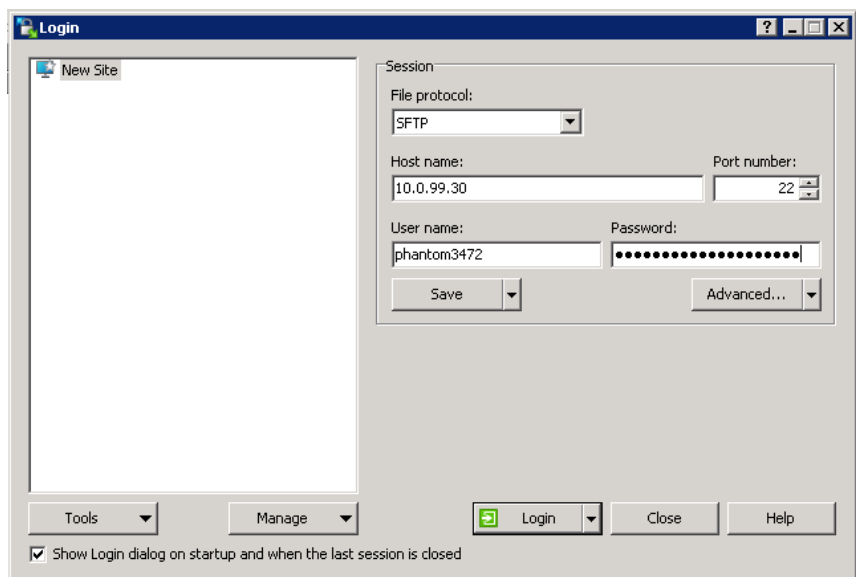 Login
New Site
Session
File protocol:
SFTP
Host name: Port number:
10.0.99.30 22
User name: Password:
phantom3472 ●●●●●●●●●●●●●●●●●●●●
Save Advanced...
Tools Manage Login Close Help
Show Login dialog on startup and when the last session is closed